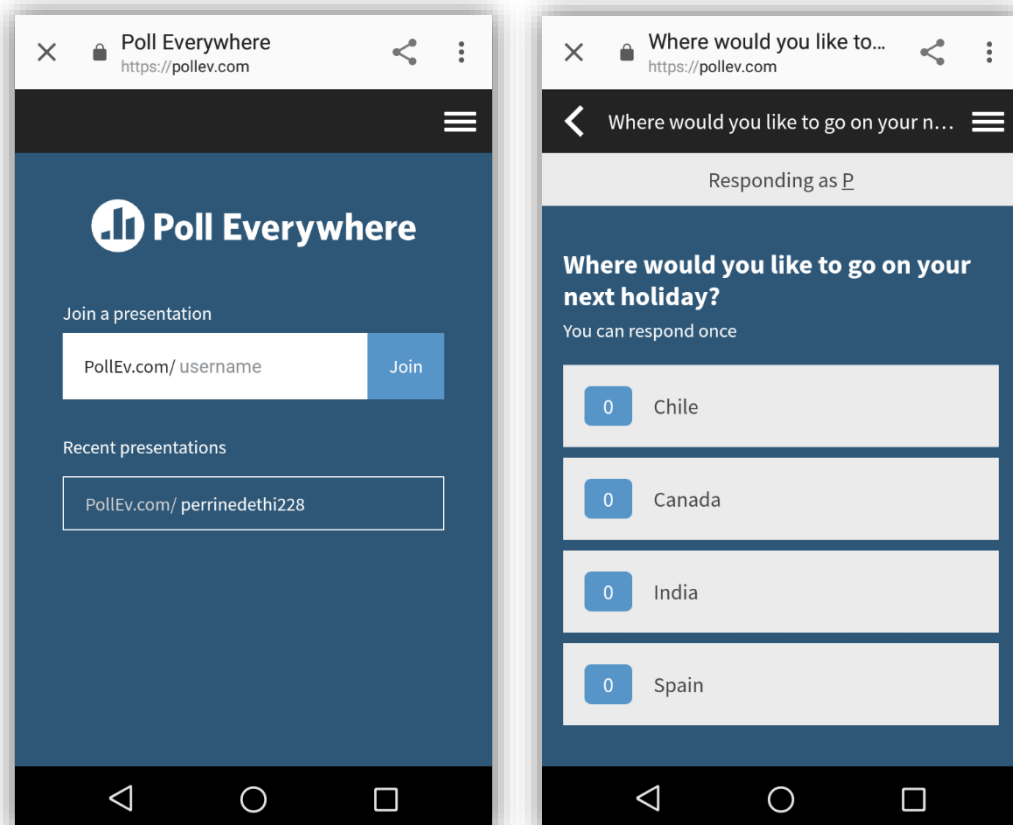 Poll Everywhere
https://pollev.com
Poll Everywhere
Join a presentation
PollEv.com/ username
Join
Recent presentations
PollEv.com/ perrinedethi228
Where would you like to...
https://pollev.com
Where would you like to go on your n...
Responding as P
Where would you like to go on your
next holiday?
You can respond once
0 Chile
0 Canada
0 India
0 Spain